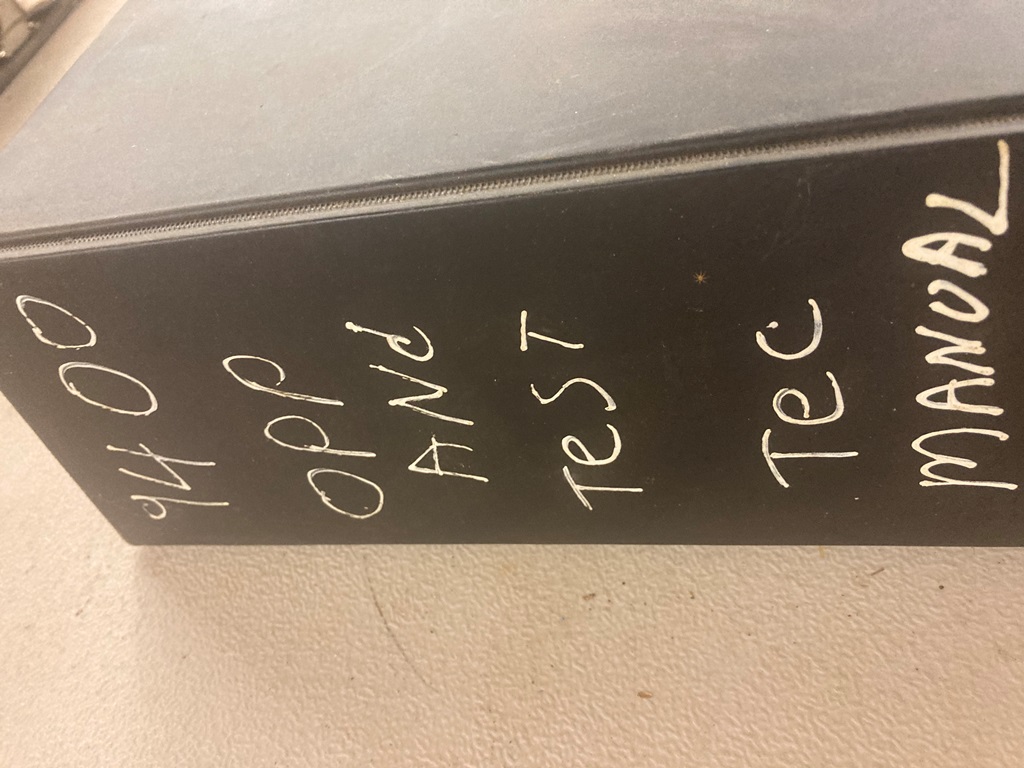 9400
OPP
ANd
TeST
TeC
MANUAL